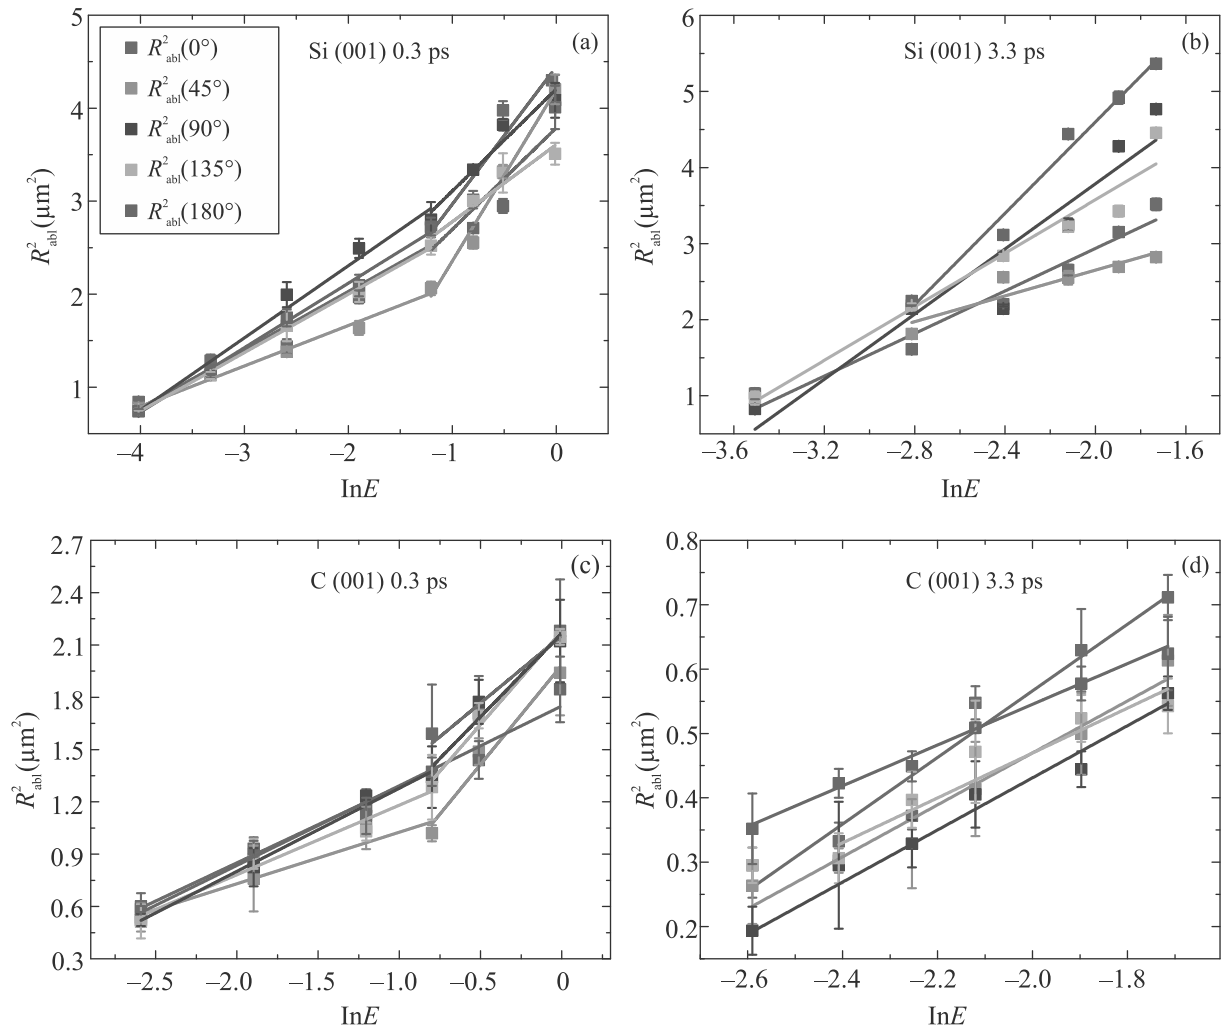 (a)
Si (001) 0.3 ps
R²abl(0°)
R²abl(45°)
R²abl(90°)
R²abl(135°)
R²abl(180°)
R²abl(μm²)
5
4
3
2
1
–4 –3 –2 –1 0
lnE
(b)
Si (001) 3.3 ps
R²abl(μm²)
6
5
4
3
2
1
–3.6 –3.2 –2.8 –2.4 –2.0 –1.6
lnE
(c)
C (001) 0.3 ps
R²abl(μm²)
2.7
2.4
2.1
1.8
1.5
1.2
0.9
0.6
0.3
–2.5 –2.0 –1.5 –1.0 –0.5 0
lnE
(d)
C (001) 3.3 ps
R²abl(μm²)
0.8
0.7
0.6
0.5
0.4
0.3
0.2
–2.6 –2.4 –2.2 –2.0 –1.8
lnE